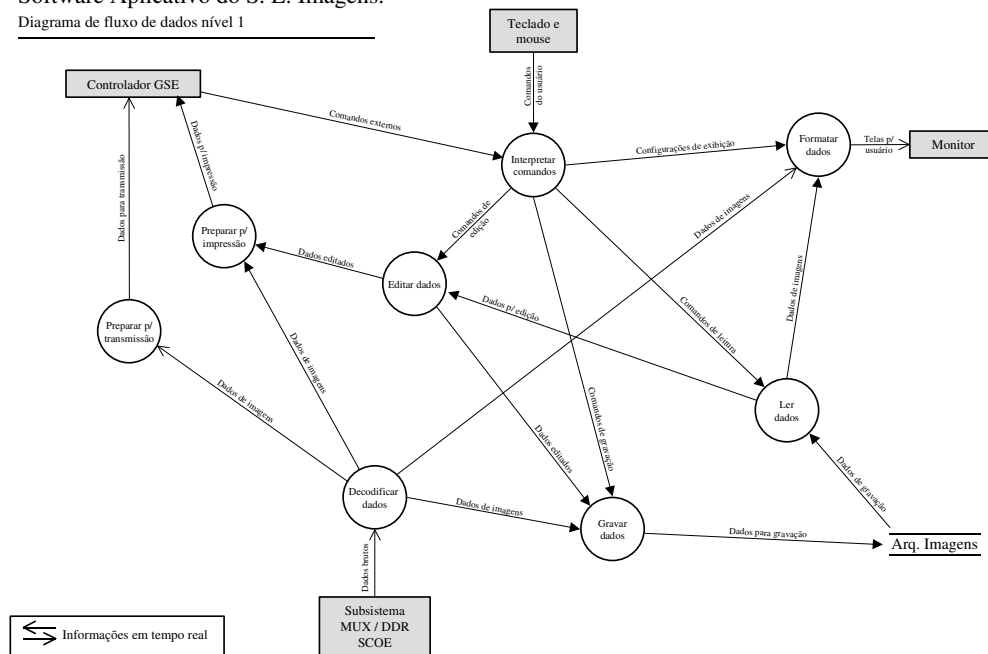 Software Aplicativo do S. E. Imagens.
Diagrama de fluxo de dados nível 1
Teclado e
mouse
Controlador GSE
Comandos
do usuário
Comandos externos
Interpretar
comandos
Configurações de exibição
Formatar
dados
Telas p/
usuário
Monitor
Dados p/ impressão
Dados para transmissão
Preparar p/
impressão
Comandos de
edição
Dados de imagens
Dados editados
Editar dados
Dados p/ edição
Dados de imagens
Preparar p/
transmissão
Comandos de leitura
Dados de imagens
Dados de imagens
Ler
dados
Comandos de gravação
Dados editados
Dados de gravação
Decodificar
dados
Dados de imagens
Gravar
dados
Dados para gravação
Arq. Imagens
Dados brutos
Subsistema
MUX / DDR
SCOE
Informações em tempo real